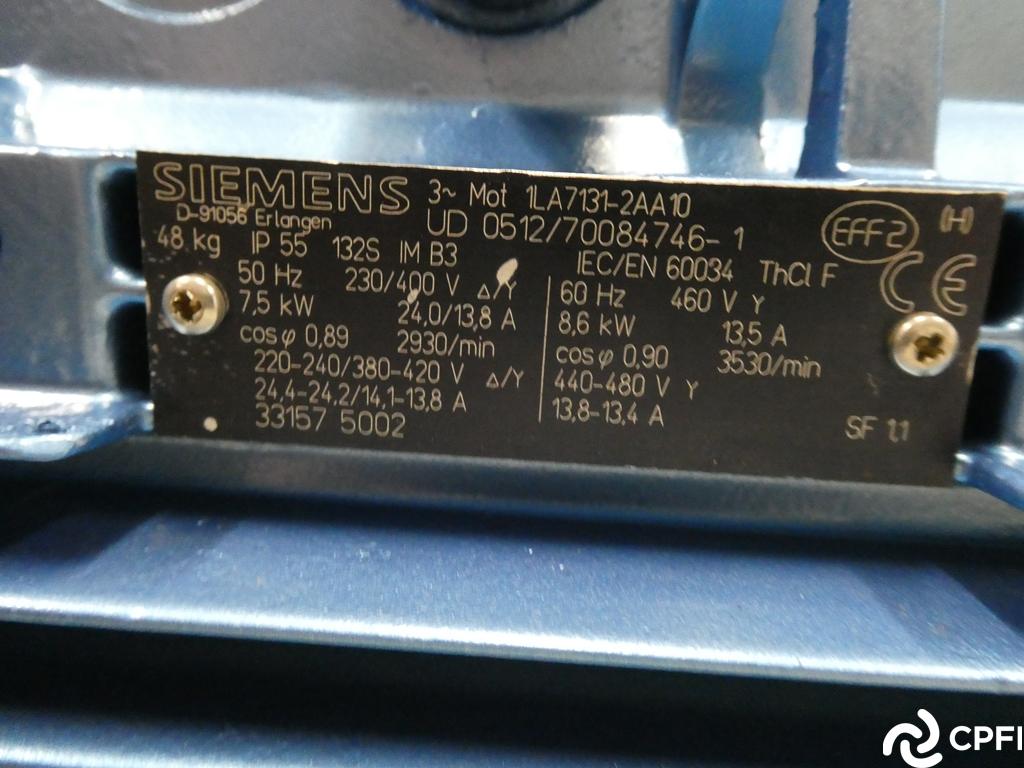 SIEMENS
3~ Mot 1LA7131-2AA10
D-91056 Erlangen
UD 0512/70084746-1
EFF2
(H)
48 kg IP 55 132S IM B3
IEC/EN 60034 ThCl F
CE
50 Hz 230/400 V Δ/Y
7,5 kW 24,0/13,8 A
cosφ 0,89 2930/min
220-240/380-420 V Δ/Y
24,4-24,2/14,1-13,8 A
33157 5002
60 Hz 460 V Y
8,6 kW 13,5 A
cosφ 0,90 3530/min
440-480 V Y
13,8-13,4 A
SF 1,1
CPFI